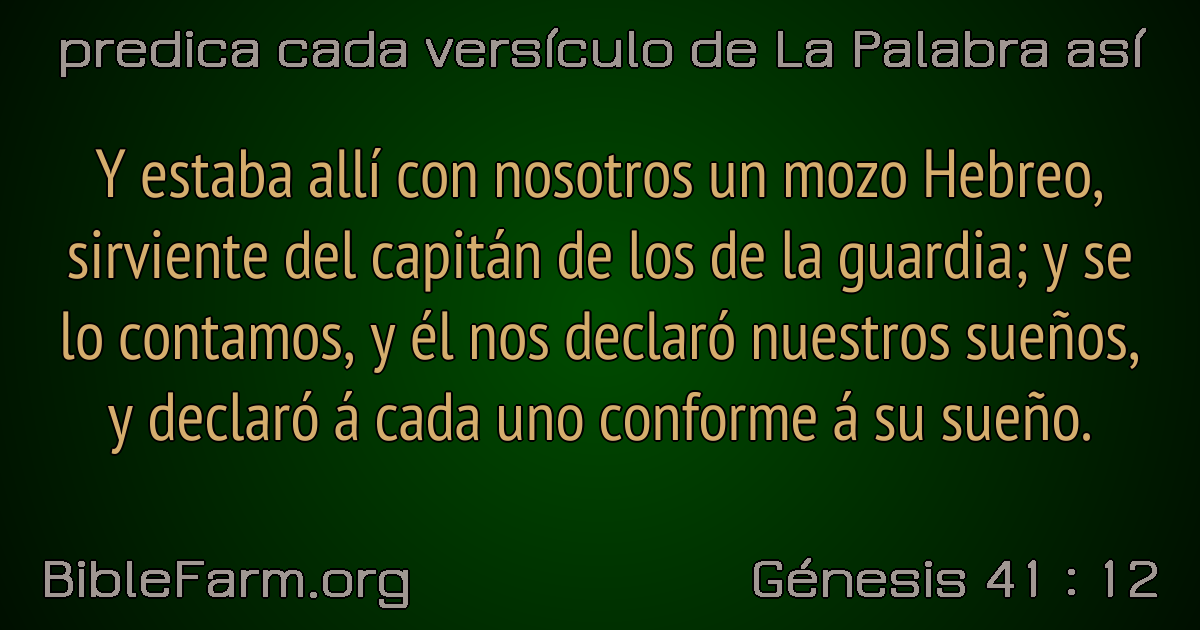 predica cada versículo de La Palabra así
Y estaba allí con nosotros un mozo Hebreo,
sirviente del capitán de los de la guardia; y se
lo contamos, y él nos declaró nuestros sueños,
y declaró á cada uno conforme á su sueño.
BibleFarm.org
Génesis 41 : 12